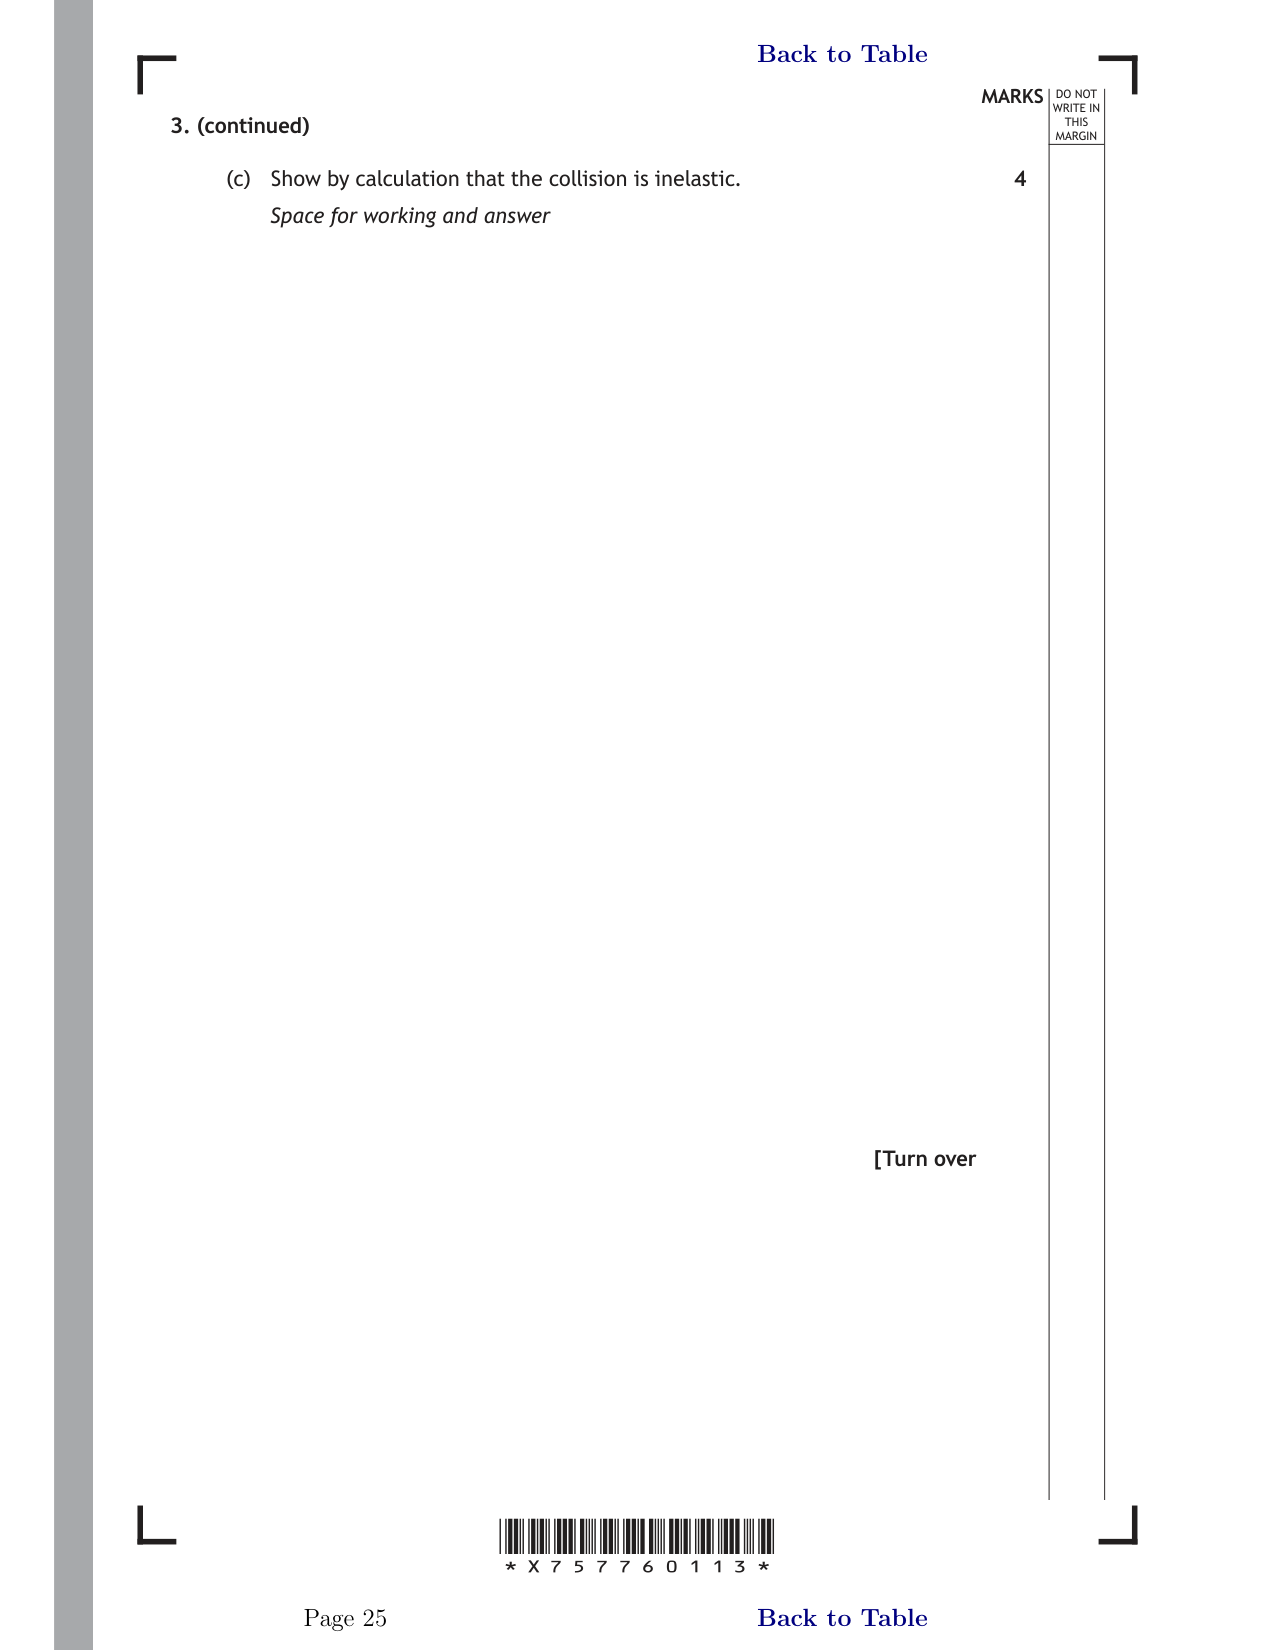 Back to Table
MARKS
DO NOT
WRITE IN
THIS
MARGIN
3. (continued)
(c) Show by calculation that the collision is inelastic. 4
Space for working and answer
[Turn over
*X757760113*
Page 25
Back to Table